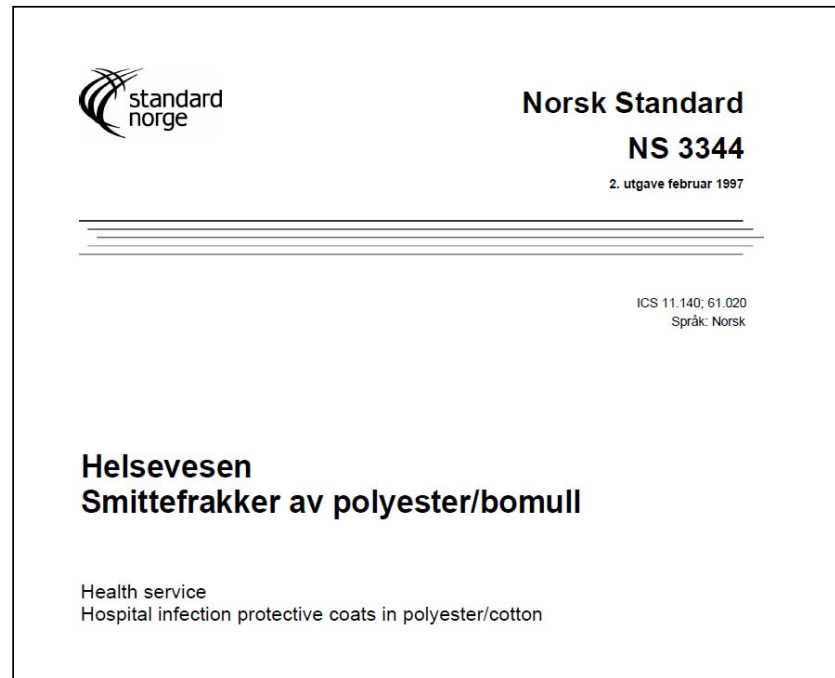 standard
norge
Norsk Standard
NS 3344
2. utgave februar 1997
ICS 11.140; 61.020
Språk: Norsk
Helsevesen
Smittefrakker av polyester/bomull
Health service
Hospital infection protective coats in polyester/cotton